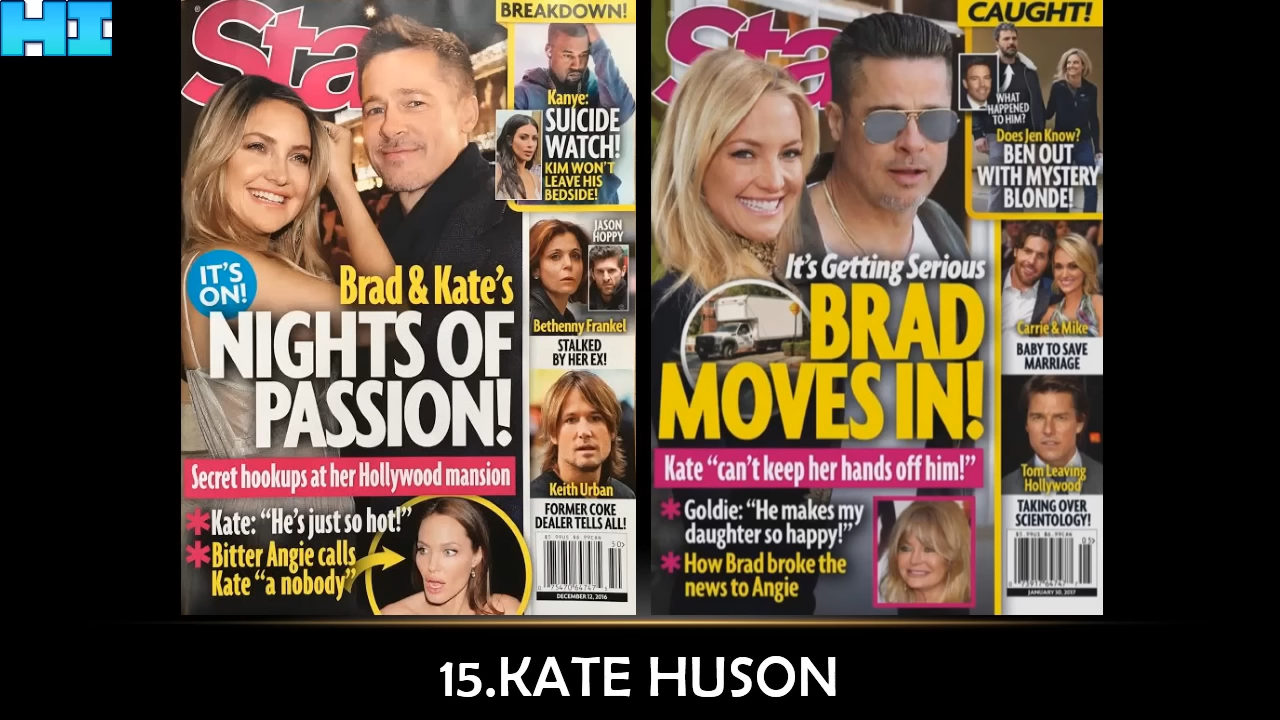 HI
Sta
BREAKDOWN!
Kanye:
SUICIDE
WATCH!
KIM WON'T
LEAVE HIS
BEDSIDE!
JASON
HOPPY
Bethenny Frankel
STALKED
BY HER EX!
Keith Urban
FORMER COKE
DEALER TELLS ALL!
DECEMBER 12, 2016
IT'S
ON!
Brad & Kate's
NIGHTS OF
PASSION!
Secret hookups at her Hollywood mansion
*Kate: “He's just so hot!”
*Bitter Angie calls
Kate “a nobody”
Sta
CAUGHT!
WHAT
HAPPENED
TO HIM?
Does Jen Know?
BEN OUT
WITH MYSTERY
BLONDE!
Carrie & Mike
BABY TO SAVE
MARRIAGE
Tom Leaving
Hollywood
TAKING OVER
SCIENTOLOGY!
JANUARY 30, 2017
It's Getting Serious
BRAD
MOVES IN!
Kate “can't keep her hands off him!”
*Goldie: “He makes my
daughter so happy!”
*How Brad broke the
news to Angie
15.KATE HUSON